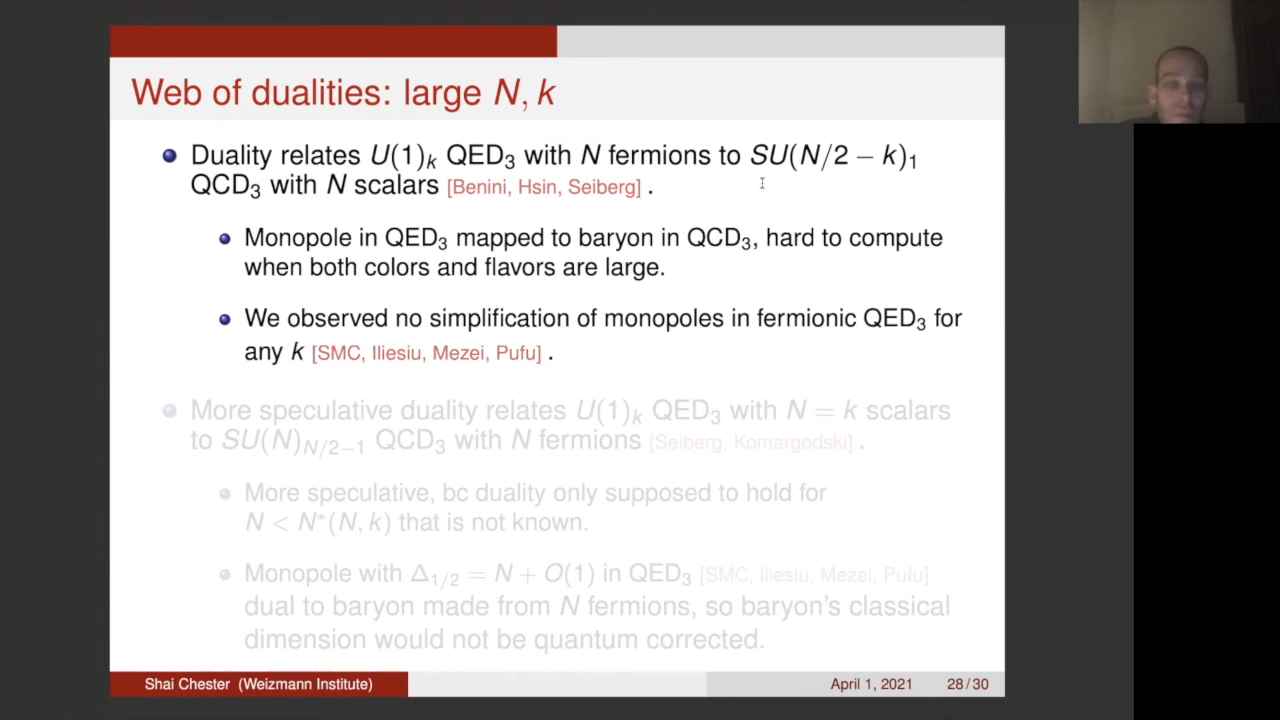 Web of dualities: large N, k
Duality relates U(1)ₖ QED₃ with N fermions to SU(N/2 − k)₁
QCD₃ with N scalars [Benini, Hsin, Seiberg] .
Monopole in QED₃ mapped to baryon in QCD₃, hard to compute
when both colors and flavors are large.
We observed no simplification of monopoles in fermionic QED₃ for
any k [SMC, Iliesiu, Mezei, Pufu] .
More speculative duality relates U(1)ₖ QED₃ with N = k scalars
to SU(N)_{N/2−1} QCD₃ with N fermions [Seiberg, Komargodski] .
More speculative, bc duality only supposed to hold for
N < N*(N, k) that is not known.
Monopole with Δ_{1/2} = N + O(1) in QED₃ [SMC, Iliesiu, Mezei, Pufu]
dual to baryon made from N fermions, so baryon's classical
dimension would not be quantum corrected.
Shai Chester (Weizmann Institute) April 1, 2021 28 / 30